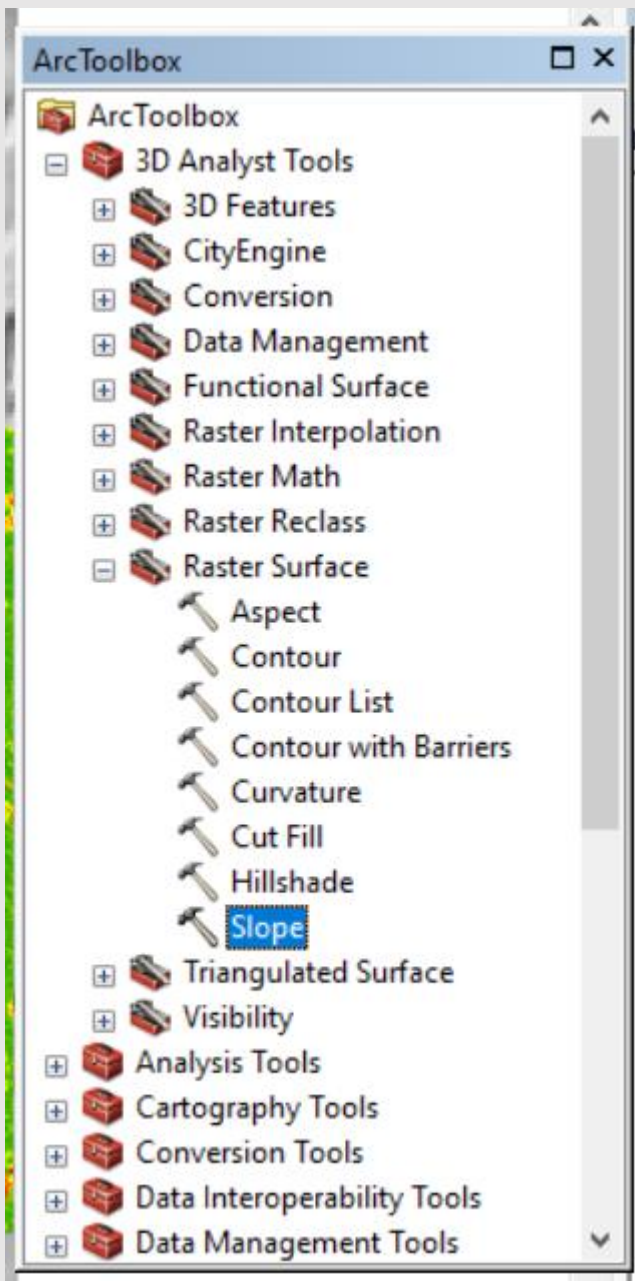 ArcToolbox
ArcToolbox
3D Analyst Tools
3D Features
CityEngine
Conversion
Data Management
Functional Surface
Raster Interpolation
Raster Math
Raster Reclass
Raster Surface
Aspect
Contour
Contour List
Contour with Barriers
Curvature
Cut Fill
Hillshade
Slope
Triangulated Surface
Visibility
Analysis Tools
Cartography Tools
Conversion Tools
Data Interoperability Tools
Data Management Tools